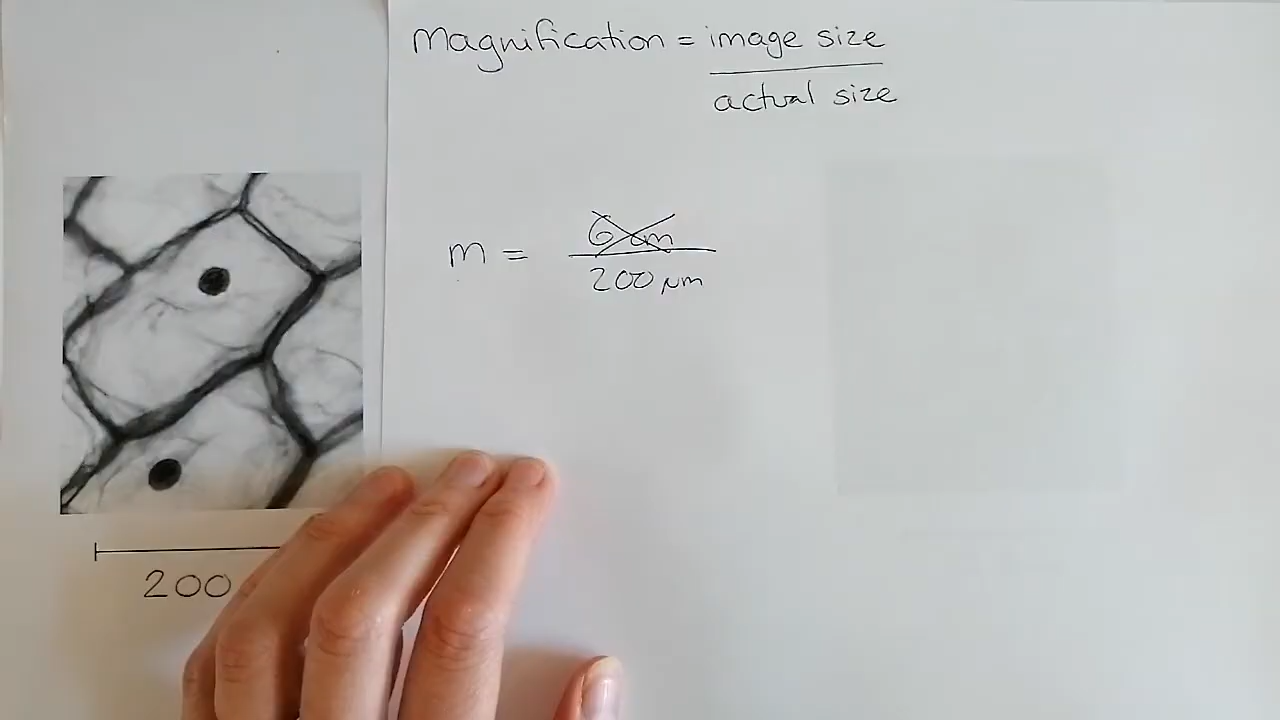 magnification = image size
actual size
m = 6 cm
200 μm
200